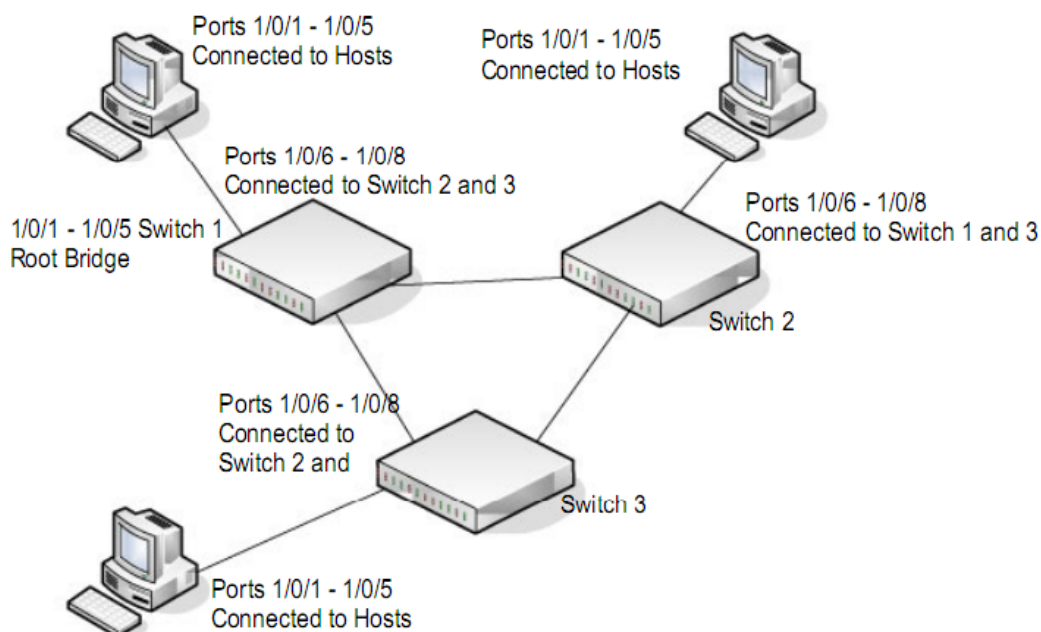 Ports 1/0/1 - 1/0/5
Connected to Hosts
Ports 1/0/1 - 1/0/5
Connected to Hosts
Ports 1/0/6 - 1/0/8
Connected to Switch 2 and 3
Ports 1/0/6 - 1/0/8
Connected to Switch 1 and 3
1/0/1 - 1/0/5 Switch 1
Root Bridge
Switch 2
Ports 1/0/6 - 1/0/8
Connected to
Switch 2 and
Switch 3
Ports 1/0/1 - 1/0/5
Connected to Hosts